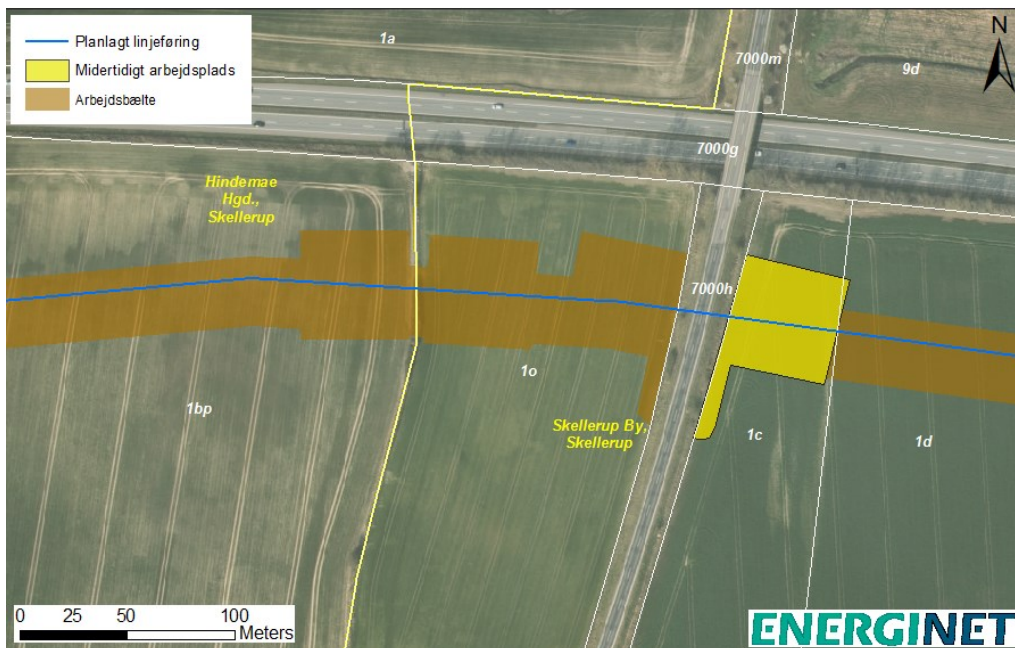 Planlagt linjeføring
Midertidigt arbejdsplads
Arbejdsbælte
1a
7000m
9d
N
7000g
Hindemae
Hgd.,
Skellerup
7000h
1o
1bp
Skellerup By,
Skellerup
1c
1d
0 25 50 100
Meters
ENERGINET